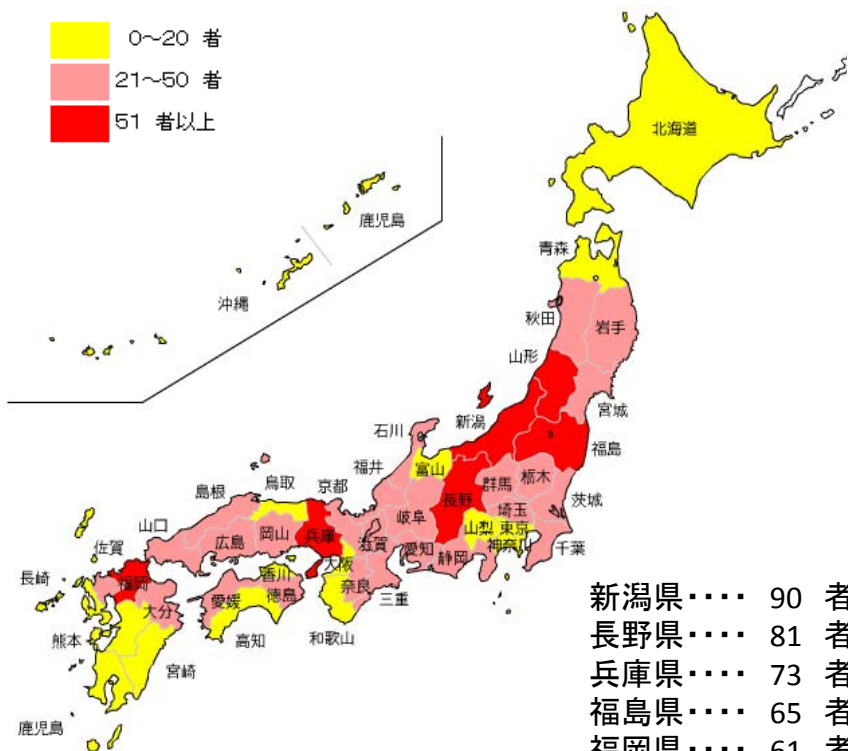 0～20 者
21～50 者
51 者以上
北海道
鹿児島
青森
沖縄
秋田
岩手
山形
宮城
新潟
石川
福島
富山
福井
栃木
群馬
鳥取
京都
島根
長野
茨城
埼玉
岐阜
山口
山梨
東京
岡山
兵庫
広島
滋賀
神奈川
佐賀
愛知
静岡
千葉
大阪
香川
長崎
福岡
奈良
徳島
愛媛
三重
大分
熊本
高知
和歌山
宮崎
鹿児島
新潟県････ 90 者
長野県････ 81 者
兵庫県････ 73 者
福島県････ 65 者
福岡県････ 61 者